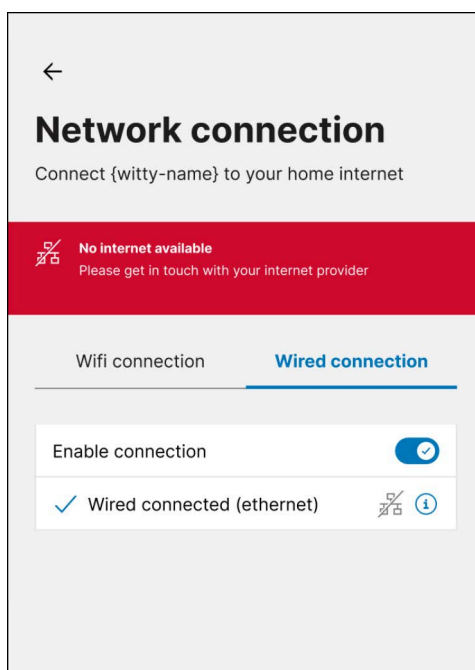 Network connection
Connect {witty-name} to your home internet
No internet available
Please get in touch with your internet provider
Wifi connection
Wired connection
Enable connection
Wired connected (ethernet)